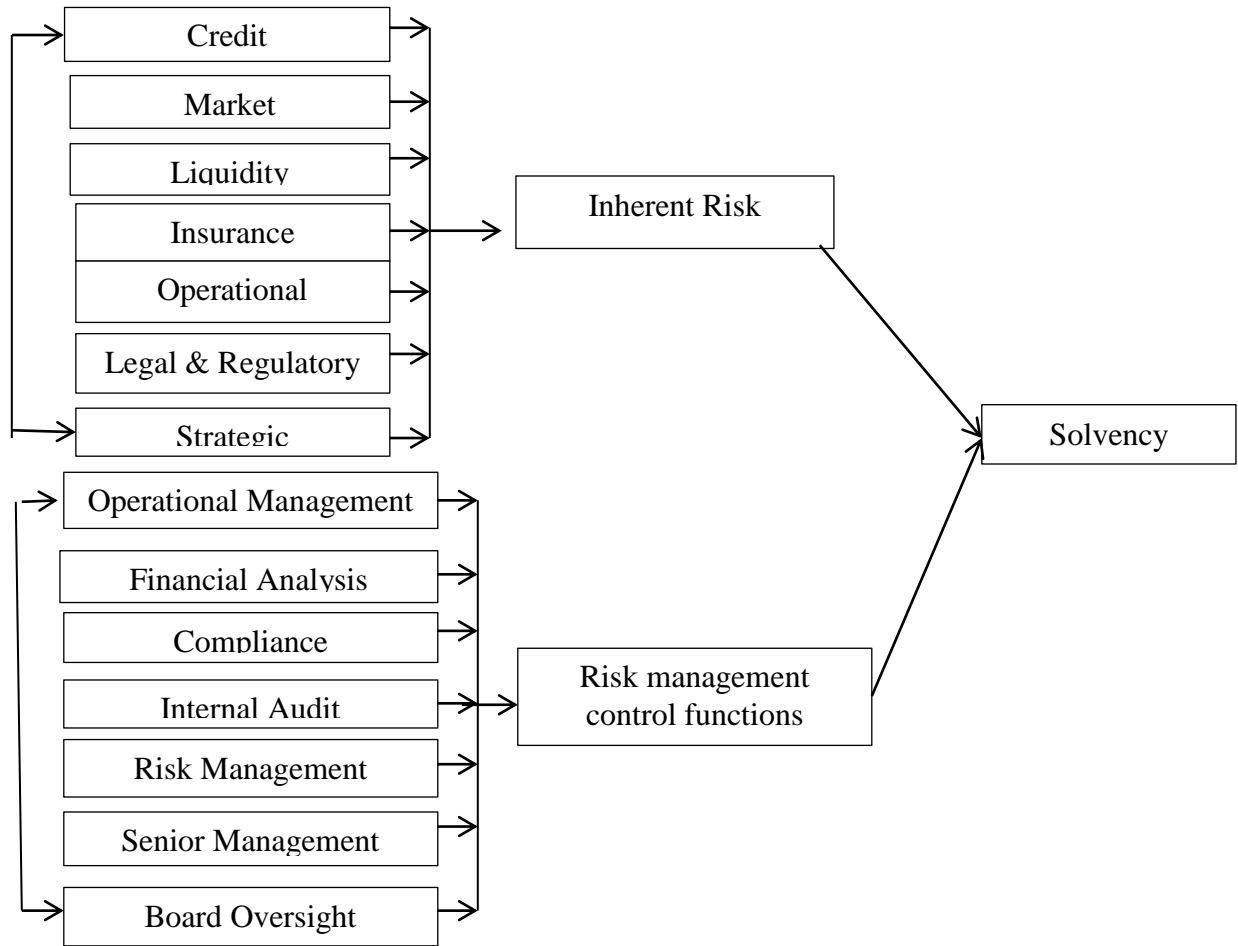 Credit
Market
Liquidity
Insurance
Operational
Legal & Regulatory
Strategic
Inherent Risk
Solvency
Operational Management
Financial Analysis
Compliance
Internal Audit
Risk Management
Senior Management
Board Oversight
Risk management
control functions